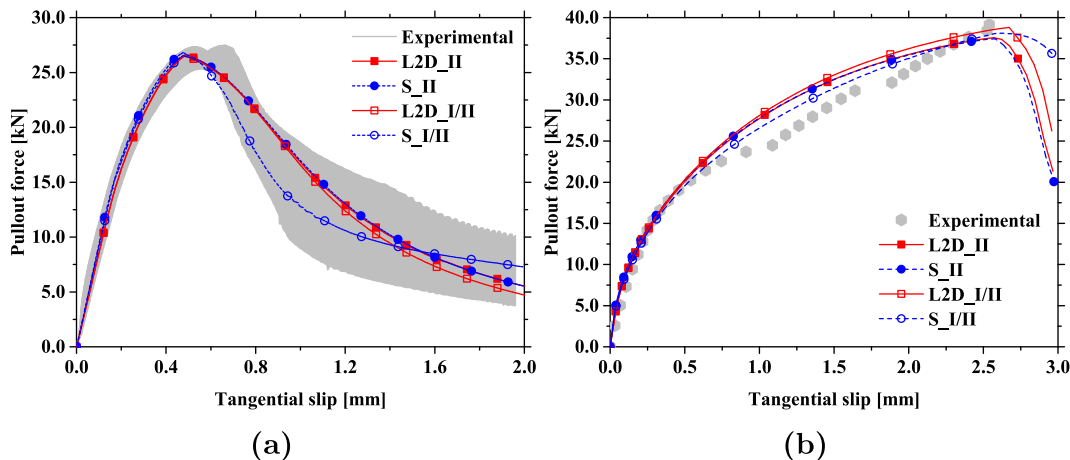 30.0
25.0
20.0
15.0
10.0
5.0
0.0
Pullout force [kN]
0.0 0.4 0.8 1.2 1.6 2.0
Tangential slip [mm]
Experimental
L2D_II
S_II
L2D_I/II
S_I/II
(a)
40.0
35.0
30.0
25.0
20.0
15.0
10.0
5.0
0.0
Pullout force [kN]
0.0 0.5 1.0 1.5 2.0 2.5 3.0
Tangential slip [mm]
Experimental
L2D_II
S_II
L2D_I/II
S_I/II
(b)